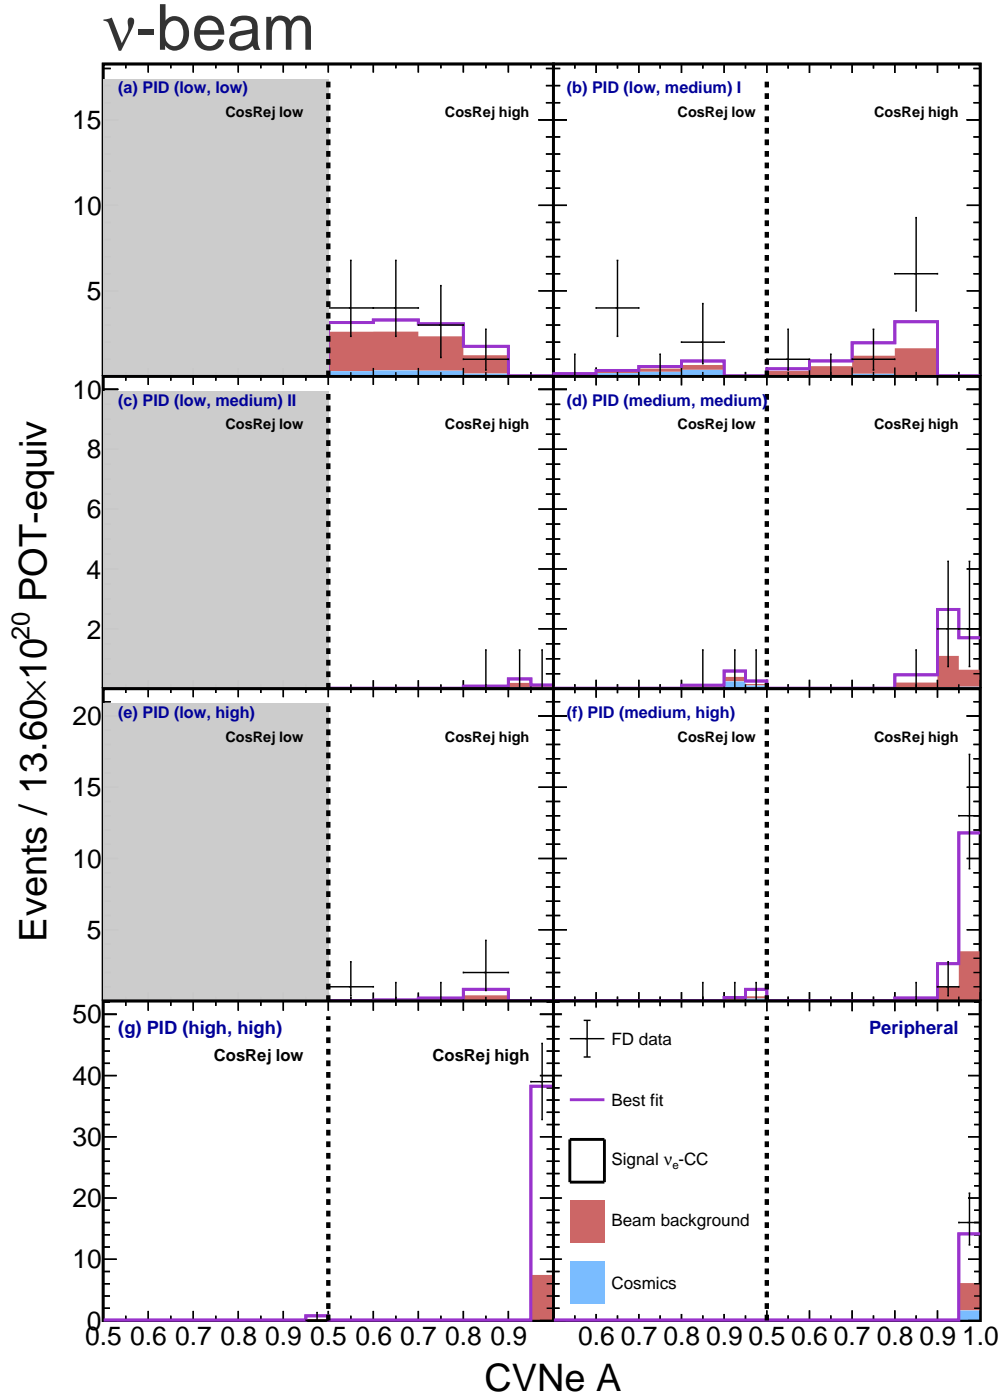 ν-beam
(a) PID (low, low)
CosRej low
CosRej high
(b) PID (low, medium) I
CosRej low
CosRej high
15
10
5
(c) PID (low, medium) II
CosRej low
CosRej high
(d) PID (medium, medium)
CosRej low
CosRej high
10
8
6
4
2
(e) PID (low, high)
CosRej low
CosRej high
(f) PID (medium, high)
CosRej low
CosRej high
20
15
10
5
(g) PID (high, high)
CosRej low
CosRej high
Peripheral
50
40
30
20
10
0
FD data
Best fit
Signal νe-CC
Beam background
Cosmics
0.5 0.6 0.7 0.8 0.9 0.5 0.6 0.7 0.8 0.9 0.6 0.7 0.8 0.9 0.5 0.6 0.7 0.8 0.9 1.0
CVNe A
Events / 13.60×10²⁰ POT-equiv